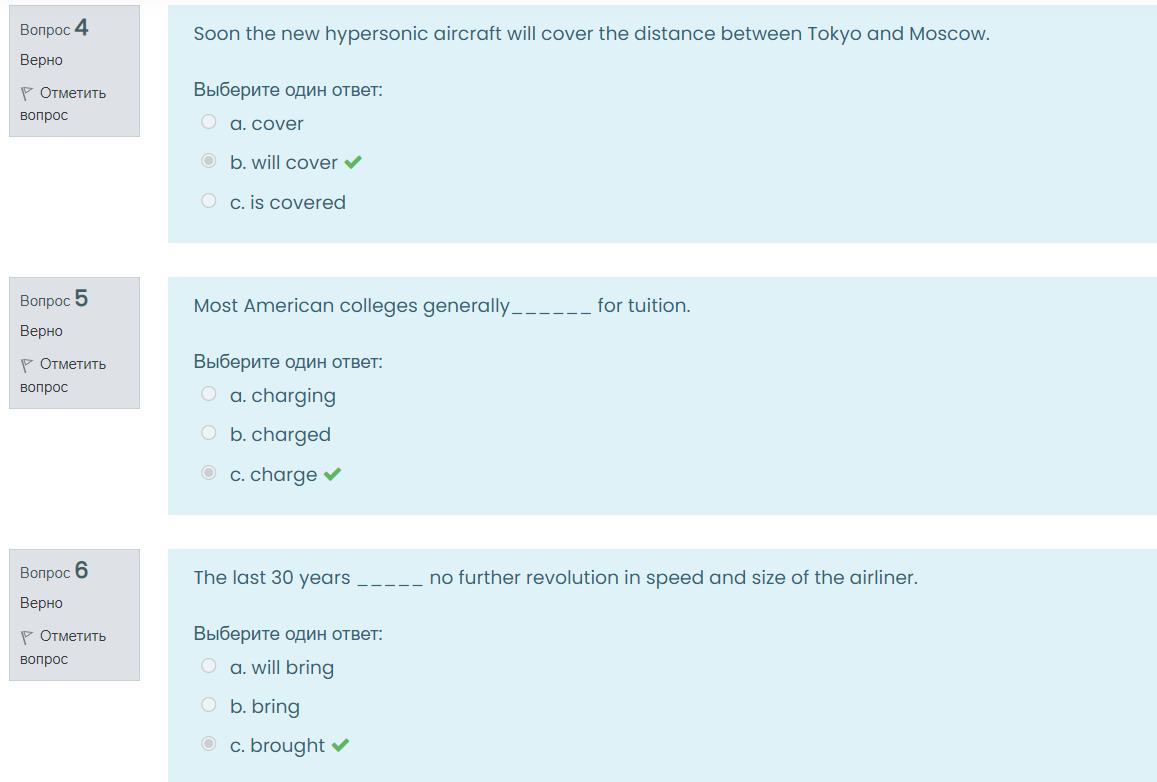 Вопрос 4
Верно
Отметить
вопрос
Soon the new hypersonic aircraft will cover the distance between Tokyo and Moscow.
Выберите один ответ:
a. cover
b. will cover
c. is covered
Вопрос 5
Верно
Отметить
вопрос
Most American colleges generally______ for tuition.
Выберите один ответ:
a. charging
b. charged
c. charge
Вопрос 6
Верно
Отметить
вопрос
The last 30 years _____ no further revolution in speed and size of the airliner.
Выберите один ответ:
a. will bring
b. bring
c. brought